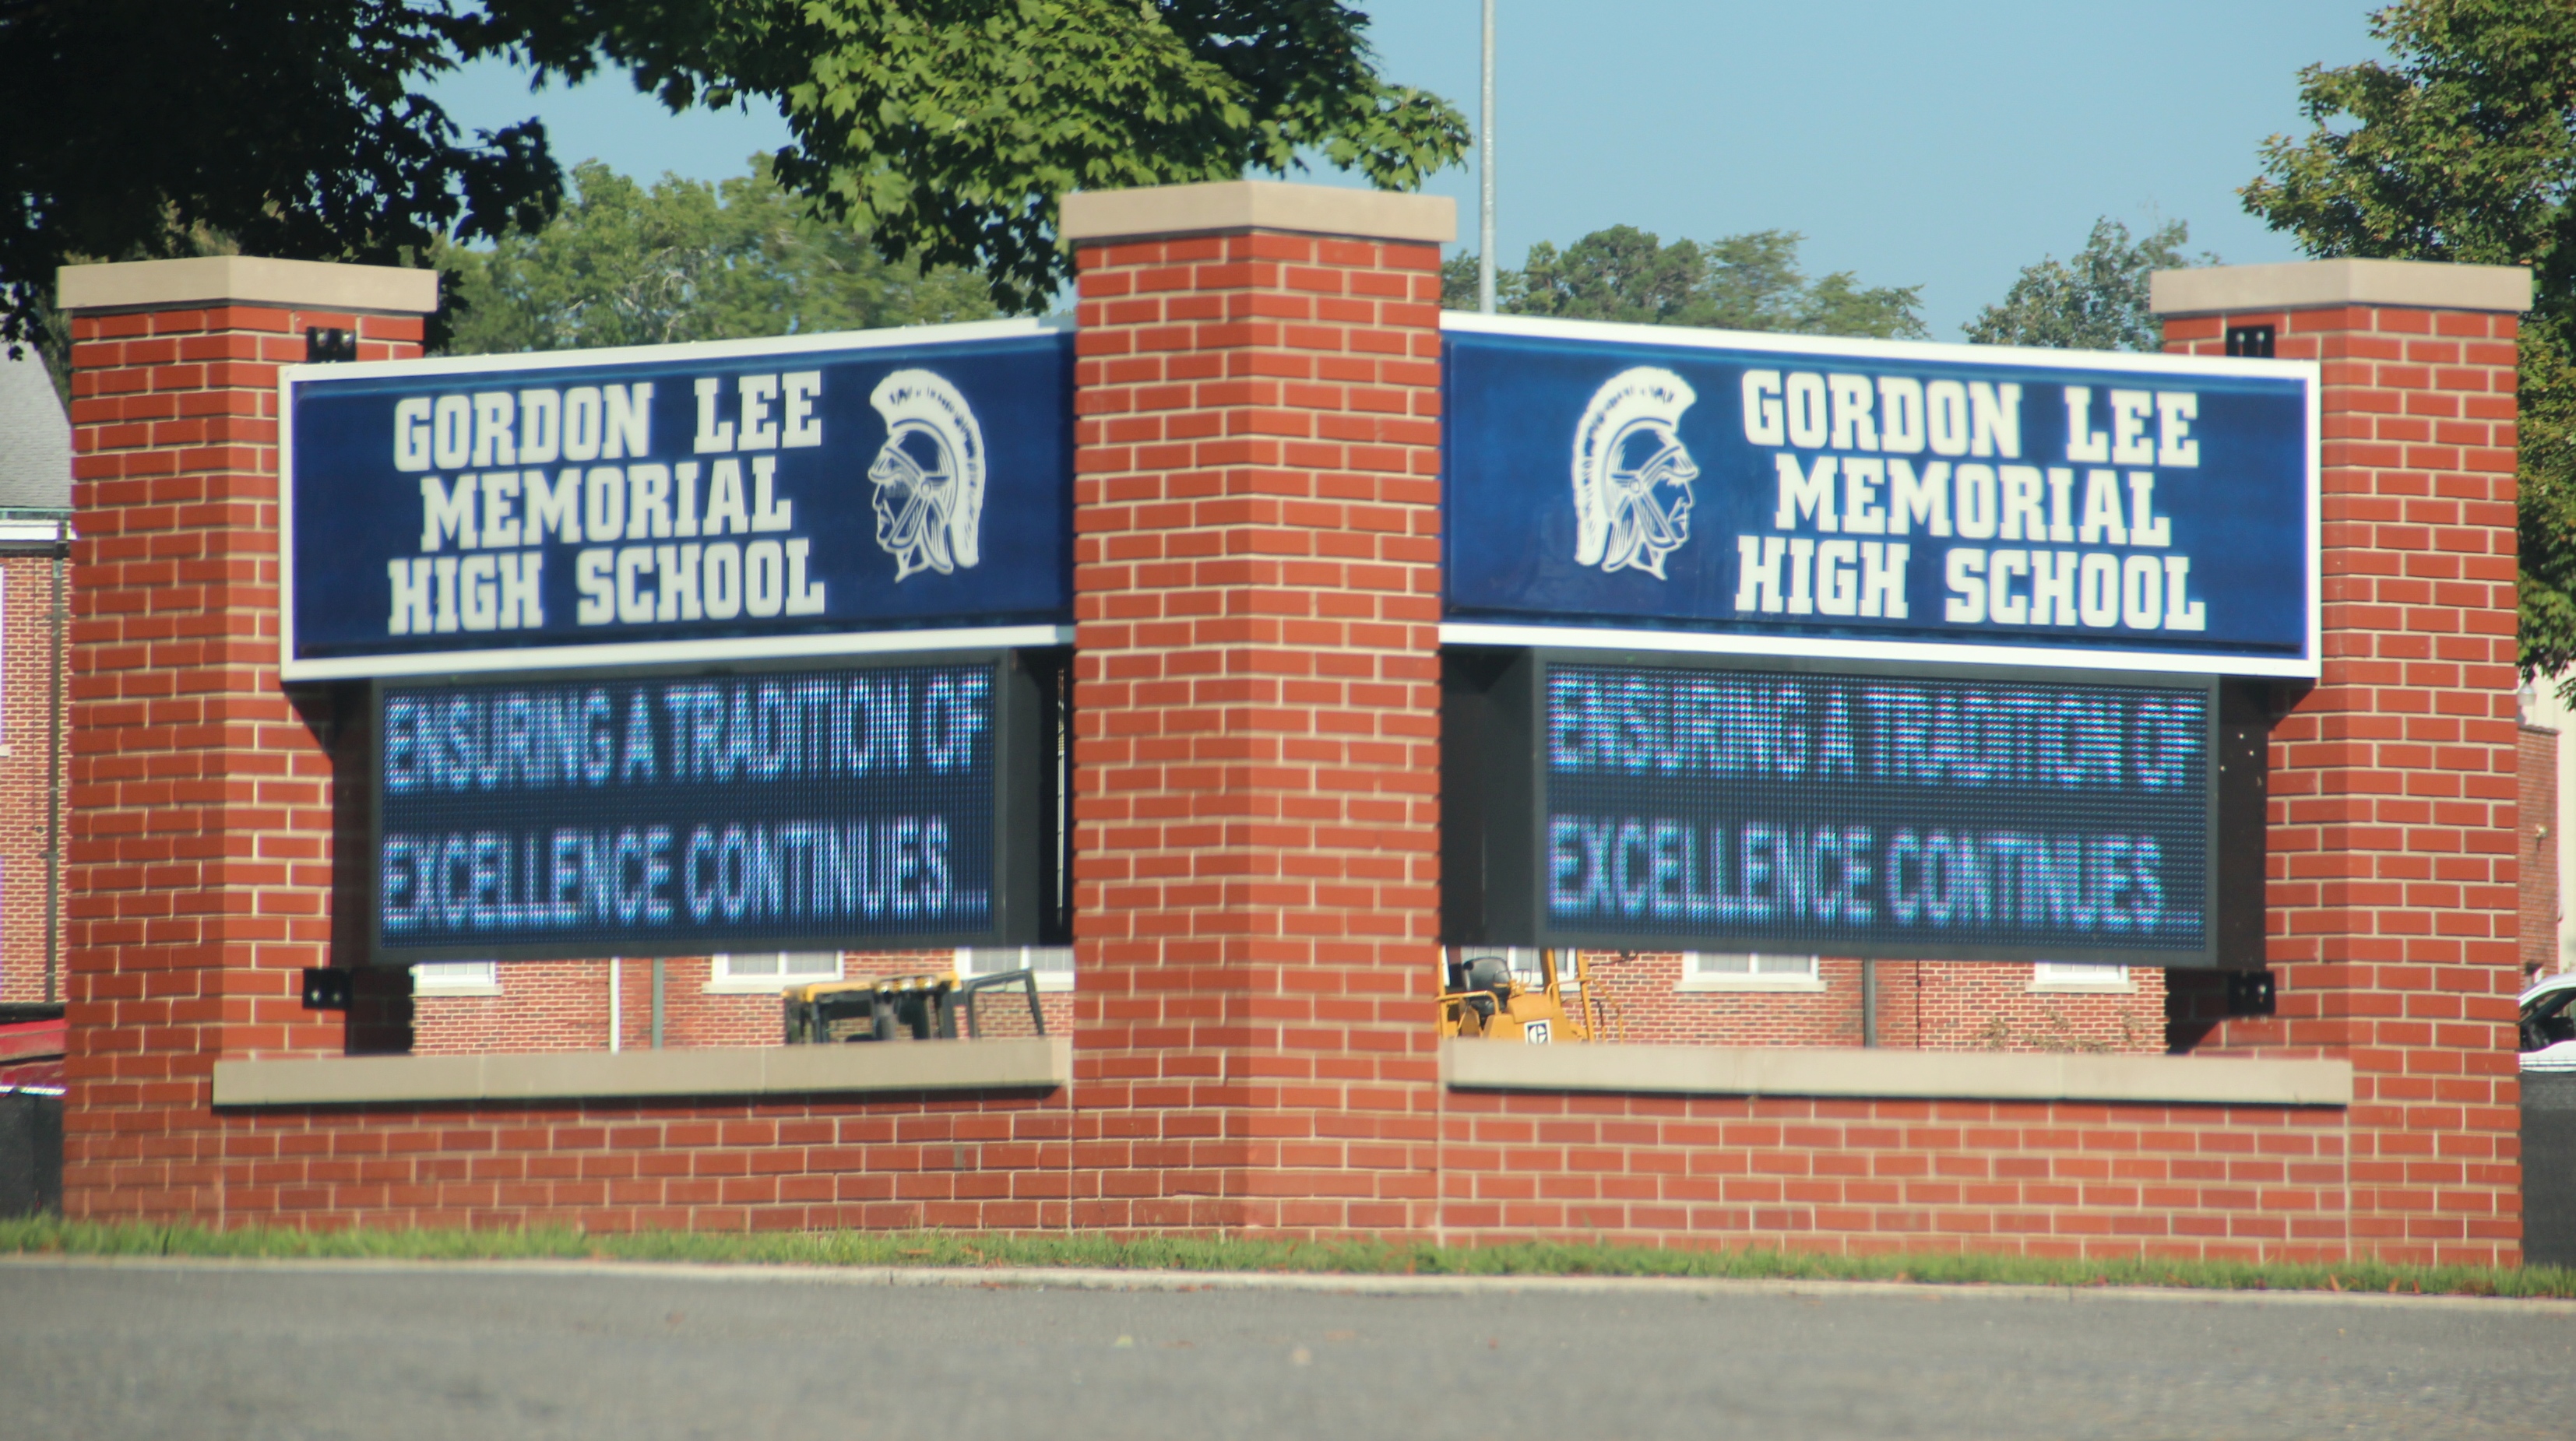 GORDON LEE
MEMORIAL
HIGH SCHOOL
ENSURING A TRADITION OF
EXCELLENCE CONTINUES...
GORDON LEE
MEMORIAL
HIGH SCHOOL
ENSURING A TRADITION OF
EXCELLENCE CONTINUES...